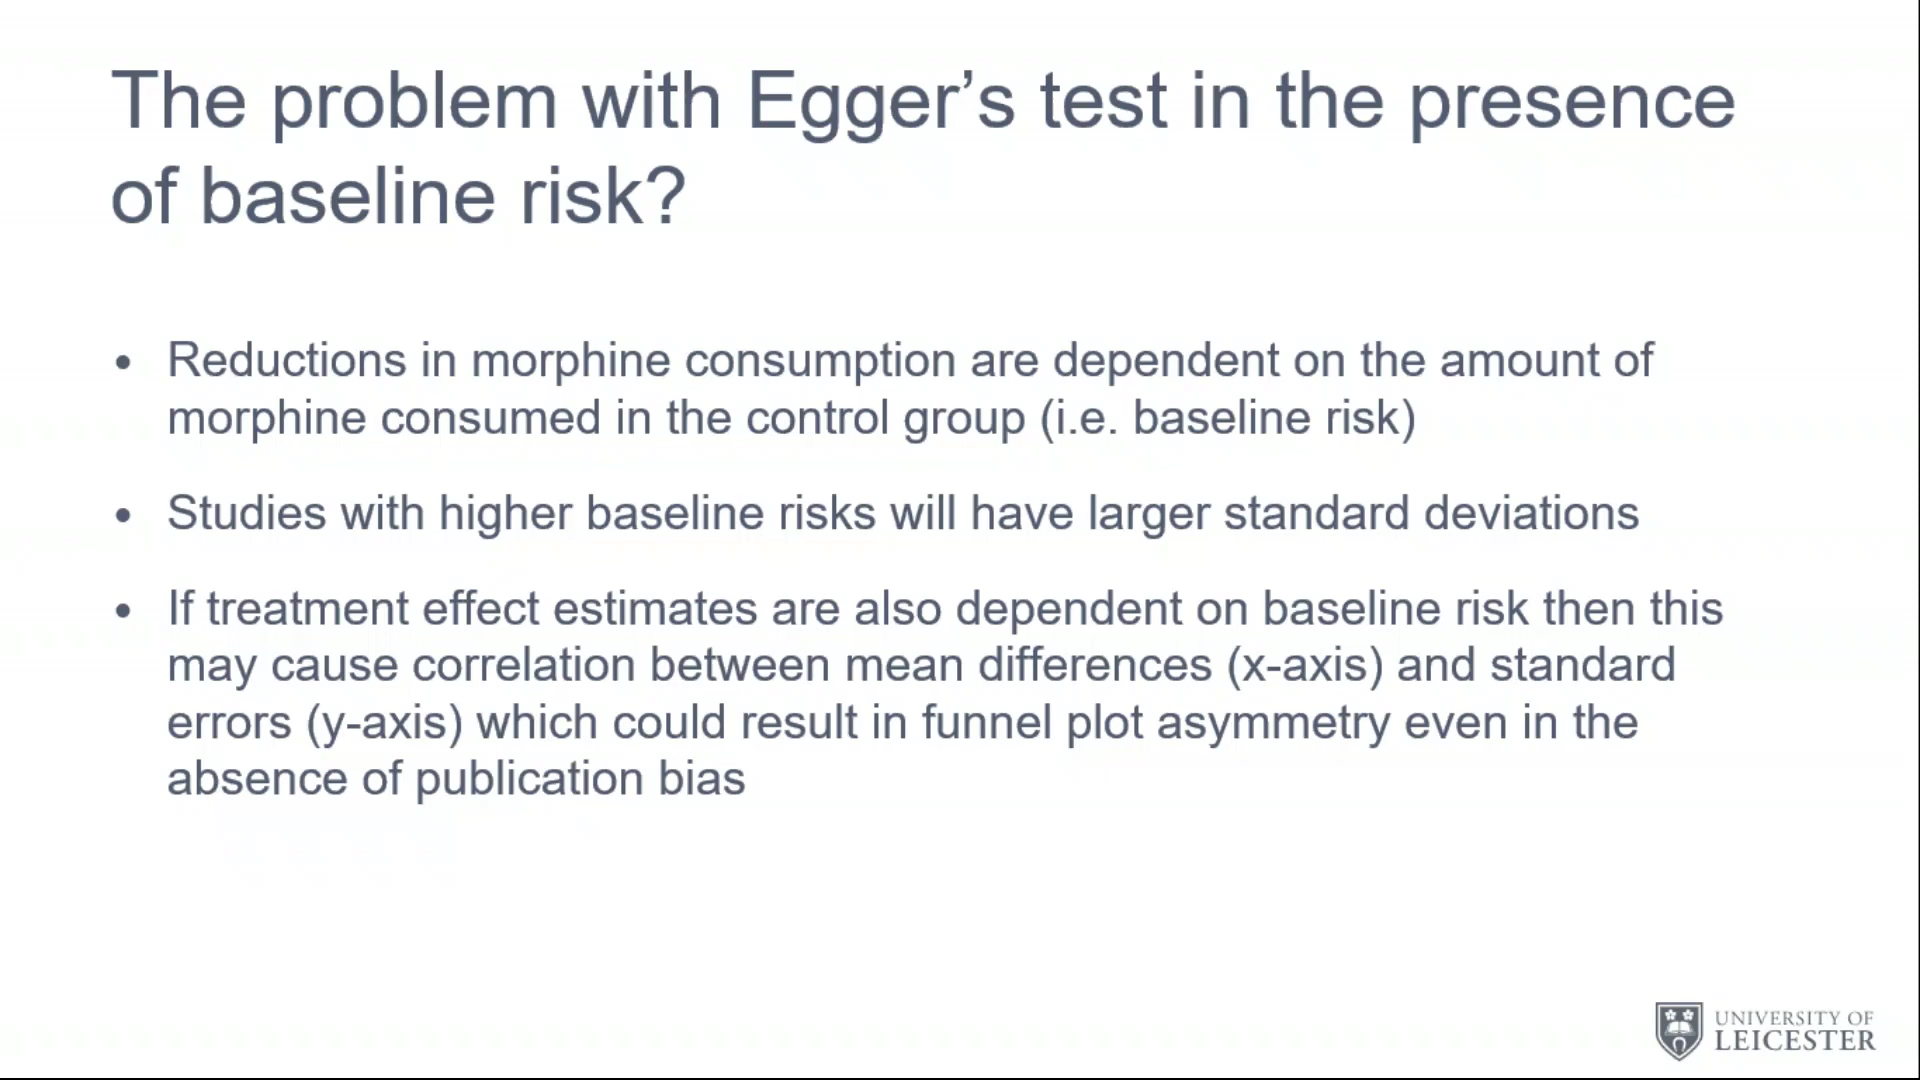 The problem with Egger’s test in the presence
of baseline risk?
• Reductions in morphine consumption are dependent on the amount of
morphine consumed in the control group (i.e. baseline risk)
• Studies with higher baseline risks will have larger standard deviations
• If treatment effect estimates are also dependent on baseline risk then this
may cause correlation between mean differences (x-axis) and standard
errors (y-axis) which could result in funnel plot asymmetry even in the
absence of publication bias
UNIVERSITY OF
LEICESTER